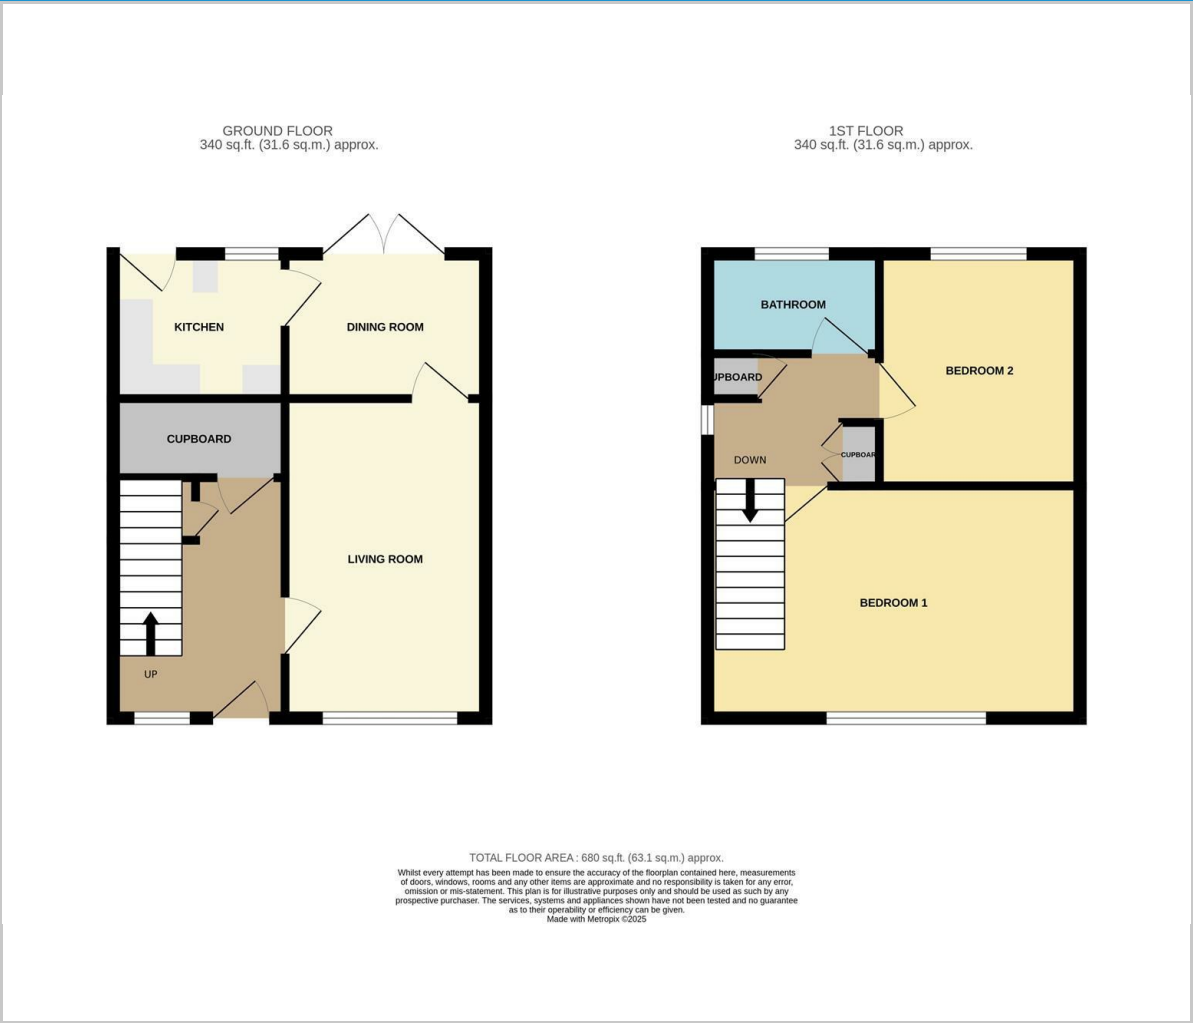 GROUND FLOOR
340 sq.ft. (31.6 sq.m.) approx.
1ST FLOOR
340 sq.ft. (31.6 sq.m.) approx.
KITCHEN
DINING ROOM
CUPBOARD
LIVING ROOM
UP
BATHROOM
BEDROOM 2
UPBOARD
CUPBOAR
DOWN
BEDROOM 1
TOTAL FLOOR AREA : 680 sq.ft. (63.1 sq.m.) approx.
Whilst every attempt has been made to ensure the accuracy of the floorplan contained here, measurements
of doors, windows, rooms and any other items are approximate and no responsibility is taken for any error,
omission or mis-statement. This plan is for illustrative purposes only and should be used as such by any
prospective purchaser. The services, systems and appliances shown have not been tested and no guarantee
as to their operability or efficiency can be given.
Made with Metropix ©2025